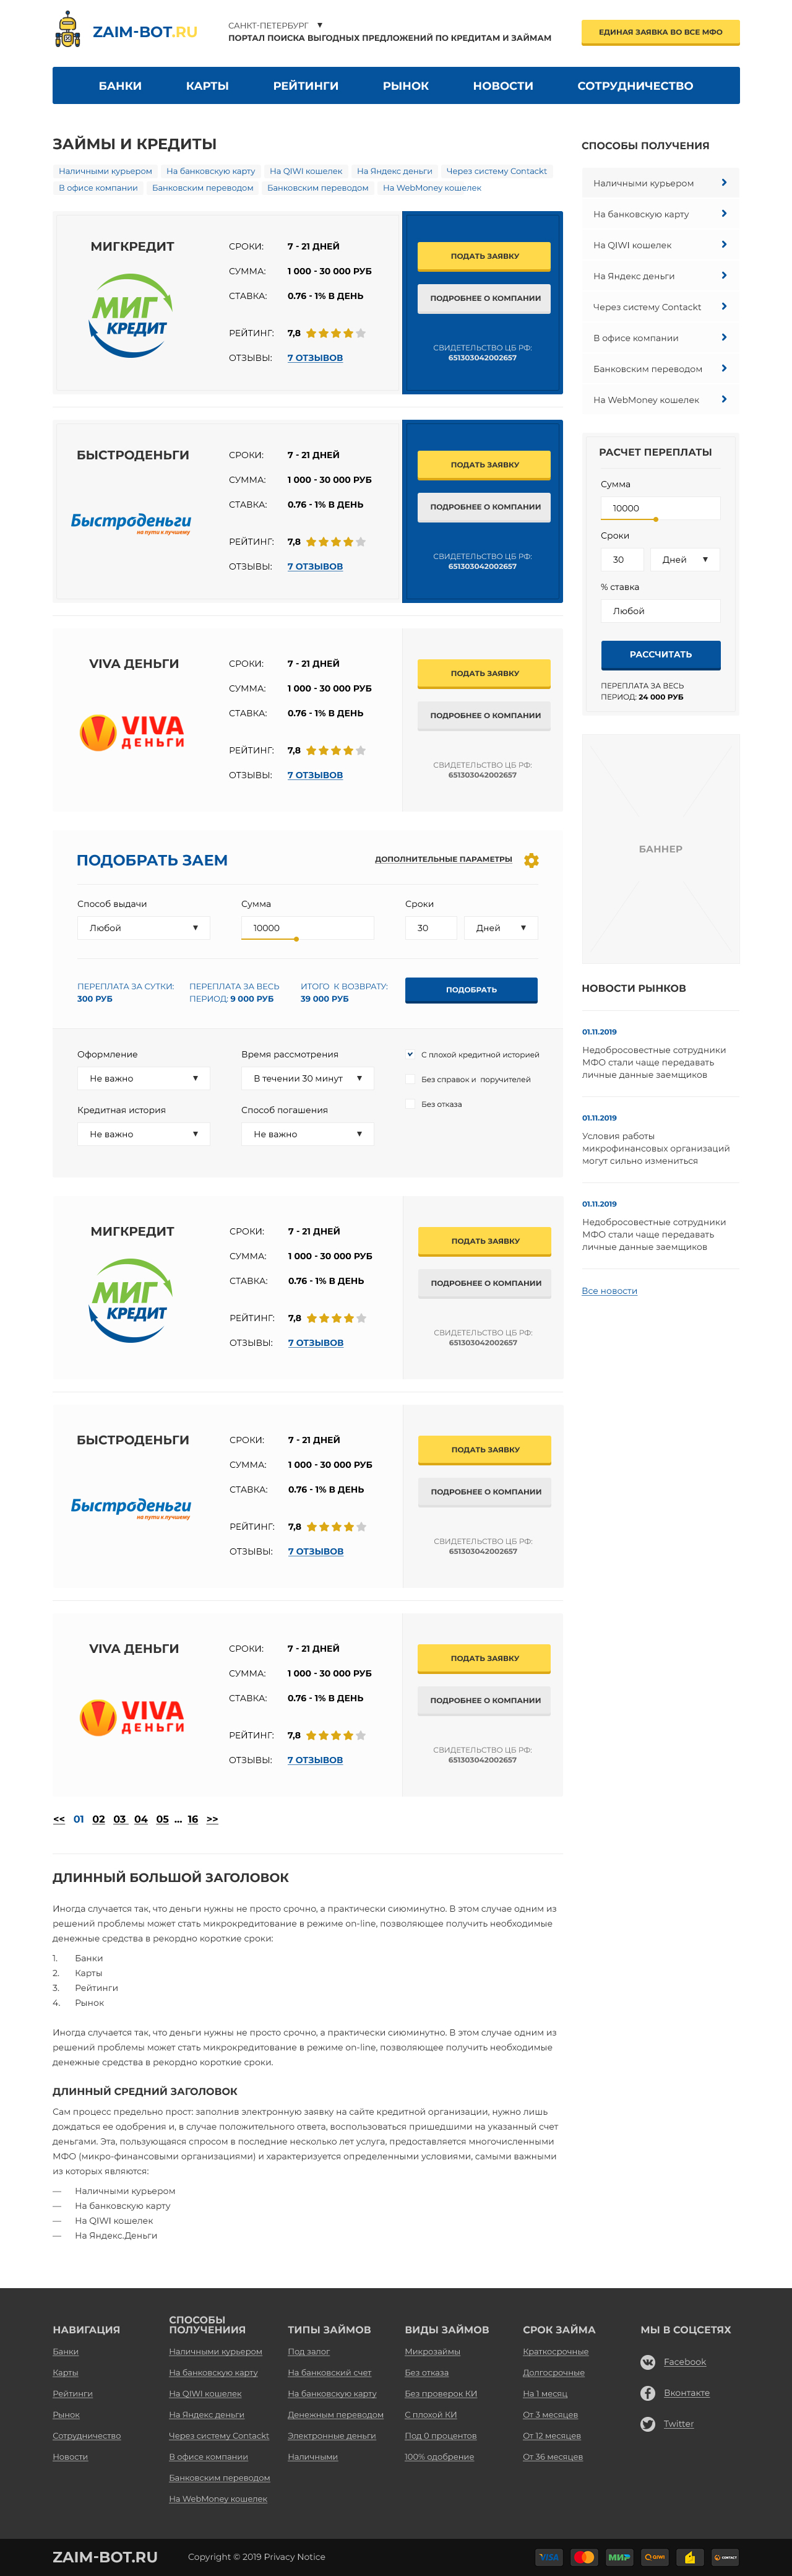 ZAIM-BOT.RU
САНКТ-ПЕТЕРБУРГ ▼
ПОРТАЛ ПОИСКА ВЫГОДНЫХ ПРЕДЛОЖЕНИЙ ПО КРЕДИТАМ И ЗАЙМАМ
ЕДИНАЯ ЗАЯВКА ВО ВСЕ МФО
БАНКИ КАРТЫ РЕЙТИНГИ РЫНОК НОВОСТИ СОТРУДНИЧЕСТВО
ЗАЙМЫ И КРЕДИТЫ
Наличными курьером На банковскую карту На QIWI кошелек На Яндекс деньги Через систему Contackt
В офисе компании Банковским переводом Банковским переводом На WebMoney кошелек
МИГКРЕДИТ
МИГ
КРЕДИТ
СРОКИ: 7 - 21 ДНЕЙ
СУММА: 1 000 - 30 000 РУБ
СТАВКА: 0.76 - 1% В ДЕНЬ
РЕЙТИНГ: 7,8
ОТЗЫВЫ: 7 ОТЗЫВОВ
ПОДАТЬ ЗАЯВКУ
ПОДРОБНЕЕ О КОМПАНИИ
СВИДЕТЕЛЬСТВО ЦБ РФ:
651303042002657
БЫСТРОДЕНЬГИ
Быстроденьги
на пути к лучшему
СРОКИ: 7 - 21 ДНЕЙ
СУММА: 1 000 - 30 000 РУБ
СТАВКА: 0.76 - 1% В ДЕНЬ
РЕЙТИНГ: 7,8
ОТЗЫВЫ: 7 ОТЗЫВОВ
ПОДАТЬ ЗАЯВКУ
ПОДРОБНЕЕ О КОМПАНИИ
СВИДЕТЕЛЬСТВО ЦБ РФ:
651303042002657
VIVA ДЕНЬГИ
VIVA
ДЕНЬГИ
СРОКИ: 7 - 21 ДНЕЙ
СУММА: 1 000 - 30 000 РУБ
СТАВКА: 0.76 - 1% В ДЕНЬ
РЕЙТИНГ: 7,8
ОТЗЫВЫ: 7 ОТЗЫВОВ
ПОДАТЬ ЗАЯВКУ
ПОДРОБНЕЕ О КОМПАНИИ
СВИДЕТЕЛЬСТВО ЦБ РФ:
651303042002657
ПОДОБРАТЬ ЗАЕМ
ДОПОЛНИТЕЛЬНЫЕ ПАРАМЕТРЫ
Способ выдачи Сумма Сроки
Любой ▼ 10000 30 Дней ▼
ПЕРЕПЛАТА ЗА СУТКИ: ПЕРЕПЛАТА ЗА ВЕСЬ ИТОГО К ВОЗВРАТУ:
300 РУБ ПЕРИОД: 9 000 РУБ 39 000 РУБ
ПОДОБРАТЬ
Оформление Время рассмотрения
Не важно ▼ В течении 30 минут ▼
Кредитная история Способ погашения
Не важно ▼ Не важно ▼
С плохой кредитной историей
Без справок и поручителей
Без отказа
МИГКРЕДИТ
МИГ
КРЕДИТ
СРОКИ: 7 - 21 ДНЕЙ
СУММА: 1 000 - 30 000 РУБ
СТАВКА: 0.76 - 1% В ДЕНЬ
РЕЙТИНГ: 7,8
ОТЗЫВЫ: 7 ОТЗЫВОВ
ПОДАТЬ ЗАЯВКУ
ПОДРОБНЕЕ О КОМПАНИИ
СВИДЕТЕЛЬСТВО ЦБ РФ:
651303042002657
БЫСТРОДЕНЬГИ
Быстроденьги
на пути к лучшему
СРОКИ: 7 - 21 ДНЕЙ
СУММА: 1 000 - 30 000 РУБ
СТАВКА: 0.76 - 1% В ДЕНЬ
РЕЙТИНГ: 7,8
ОТЗЫВЫ: 7 ОТЗЫВОВ
ПОДАТЬ ЗАЯВКУ
ПОДРОБНЕЕ О КОМПАНИИ
СВИДЕТЕЛЬСТВО ЦБ РФ:
651303042002657
VIVA ДЕНЬГИ
VIVA
ДЕНЬГИ
СРОКИ: 7 - 21 ДНЕЙ
СУММА: 1 000 - 30 000 РУБ
СТАВКА: 0.76 - 1% В ДЕНЬ
РЕЙТИНГ: 7,8
ОТЗЫВЫ: 7 ОТЗЫВОВ
ПОДАТЬ ЗАЯВКУ
ПОДРОБНЕЕ О КОМПАНИИ
СВИДЕТЕЛЬСТВО ЦБ РФ:
651303042002657
<< 01 02 03 04 05 ... 16 >>
ДЛИННЫЙ БОЛЬШОЙ ЗАГОЛОВОК
Иногда случается так, что деньги нужны не просто срочно, а практически сиюминутно. В этом случае одним из
решений проблемы может стать микрокредитование в режиме on-line, позволяющее получить необходимые
денежные средства в рекордно короткие сроки:
1. Банки
2. Карты
3. Рейтинги
4. Рынок
Иногда случается так, что деньги нужны не просто срочно, а практически сиюминутно. В этом случае одним из
решений проблемы может стать микрокредитование в режиме on-line, позволяющее получить необходимые
денежные средства в рекордно короткие сроки.
ДЛИННЫЙ СРЕДНИЙ ЗАГОЛОВОК
Сам процесс предельно прост: заполнив электронную заявку на сайте кредитной организации, нужно лишь
дождаться ее одобрения и, в случае положительного ответа, воспользоваться пришедшими на указанный счет
деньгами. Эта, пользующаяся спросом в последние несколько лет услуга, предоставляется многочисленными
МФО (микро-финансовыми организациями) и характеризуется определенными условиями, самыми важными
из которых являются:
— Наличными курьером
— На банковскую карту
— На QIWI кошелек
— На Яндекс.Деньги
СПОСОБЫ ПОЛУЧЕНИЯ
Наличными курьером
На банковскую карту
На QIWI кошелек
На Яндекс деньги
Через систему Contackt
В офисе компании
Банковским переводом
На WebMoney кошелек
РАСЧЕТ ПЕРЕПЛАТЫ
Сумма
10000
Сроки
30 Дней ▼
% ставка
Любой
РАССЧИТАТЬ
ПЕРЕПЛАТА ЗА ВЕСЬ
ПЕРИОД: 24 000 РУБ
БАННЕР
НОВОСТИ РЫНКОВ
01.11.2019
Недобросовестные сотрудники
МФО стали чаще передавать
личные данные заемщиков
01.11.2019
Условия работы
микрофинансовых организаций
могут сильно измениться
01.11.2019
Недобросовестные сотрудники
МФО стали чаще передавать
личные данные заемщиков
Все новости
НАВИГАЦИЯ
Банки
Карты
Рейтинги
Рынок
Сотрудничество
Новости
СПОСОБЫ
ПОЛУЧЕНИИЯ
Наличными курьером
На банковскую карту
На QIWI кошелек
На Яндекс деньги
Через систему Contackt
В офисе компании
Банковским переводом
На WebMoney кошелек
ТИПЫ ЗАЙМОВ
Под залог
На банковский счет
На банковскую карту
Денежным переводом
Электронные деньги
Наличными
ВИДЫ ЗАЙМОВ
Микрозаймы
Без отказа
Без проверок КИ
С плохой КИ
Под 0 процентов
100% одобрение
СРОК ЗАЙМА
Краткосрочные
Долгосрочные
На 1 месяц
От 3 месяцев
От 12 месяцев
От 36 месяцев
МЫ В СОЦСЕТЯХ
Facebook
Вконтакте
Twitter
ZAIM-BOT.RU
Copyright © 2019 Privacy Notice
VISA МИР QIWI CONTACT